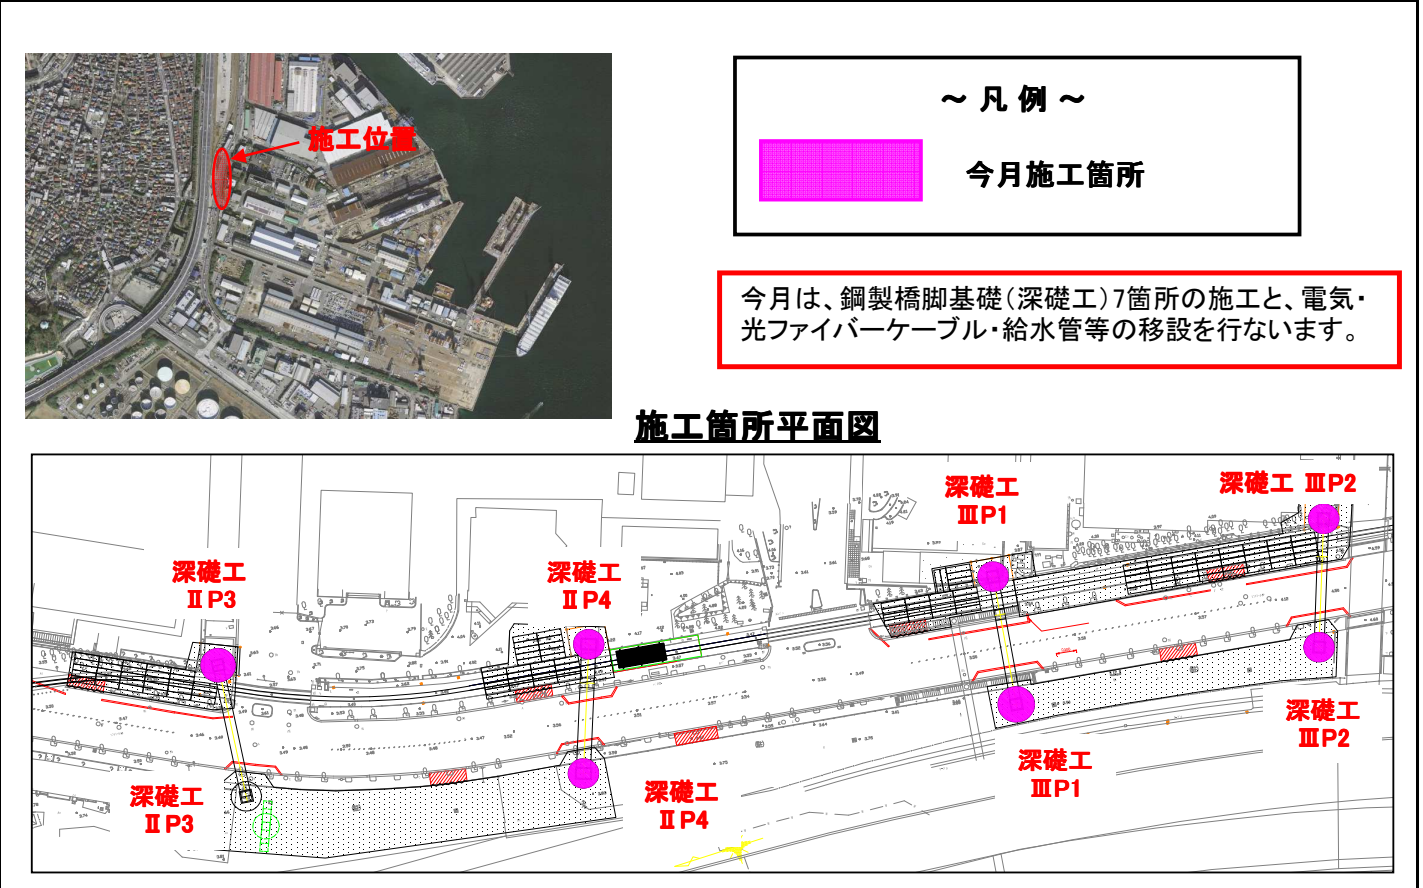 施工位置
～ 凡 例 ～
今月施工箇所
今月は、鋼製橋脚基礎（深礎工）7箇所の施工と、電気・
光ファイバーケーブル・給水管等の移設を行ないます。
施工箇所平面図
深礎工
ⅢP1
深礎工 ⅢP2
深礎工
ⅡP3
深礎工
ⅡP4
深礎工
ⅢP2
深礎工
ⅢP1
深礎工
ⅡP3
深礎工
ⅡP4